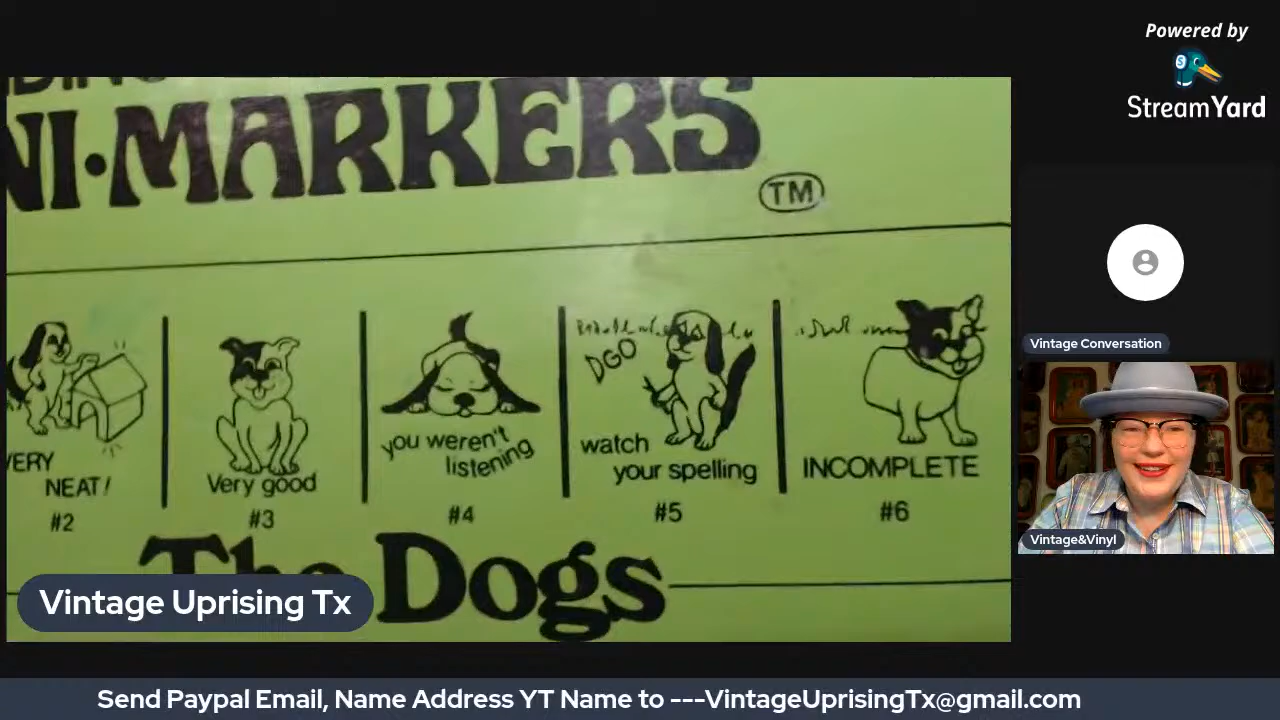 Powered by
StreamYard
NI·MARKERS
TM
DGO
VERY
NEAT!
#2
Very good
#3
you weren't
listening
#4
watch
your spelling
#5
INCOMPLETE
#6
The Dogs
Vintage Conversation
Vintage&Vinyl
Vintage Uprising Tx
Send Paypal Email, Name Address YT Name to ---VintageUprisingTx@gmail.com